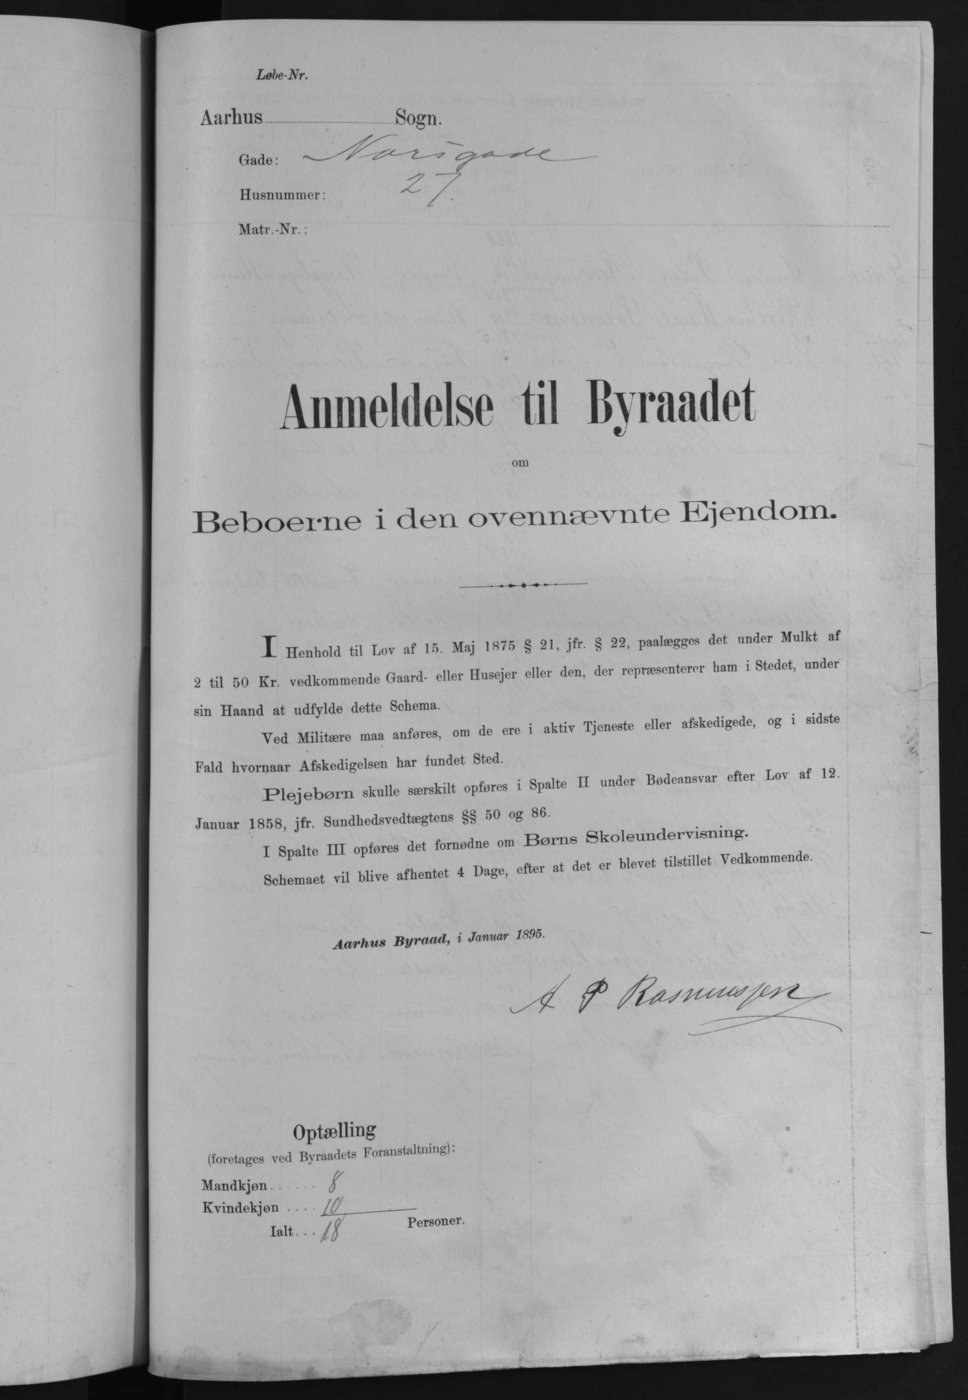 Løbe-Nr.
Aarhus Sogn.
Gade: Norsgade
Husnummer: 27.
Matr.-Nr.:
Anmeldelse til Byraadet
om
Beboerne i den ovennævnte Ejendom.
I Henhold til Lov af 15. Maj 1875 § 21, jfr. § 22, paalægges det under Mulkt af
2 til 50 Kr. vedkommende Gaard- eller Husejer eller den, der repræsenterer ham i Stedet, under
sin Haand at udfylde dette Schema.
Ved Militære maa anføres, om de ere i aktiv Tjeneste eller afskedigede, og i sidste
Fald hvornaar Afskedigelsen har fundet Sted.
Plejebørn skulle særskilt opføres i Spalte II under Bødeansvar efter Lov af 12.
Januar 1858, jfr. Sundhedsvedtægtens §§ 50 og 86.
I Spalte III opføres det fornødne om Børns Skoleundervisning.
Schemaet vil blive afhentet 4 Dage, efter at det er blevet tilstillet Vedkommende.
Aarhus Byraad, i Januar 1895.
A P Rasmussen
Optælling
(foretages ved Byraadets Foranstaltning):
Mandkjøn..... 8
Kvindekjøn .... 10
Ialt... 18 Personer.